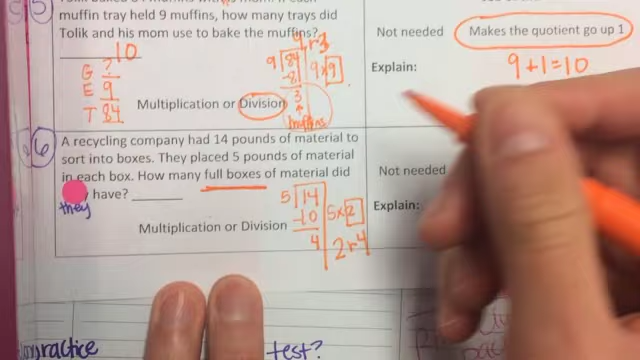 muffin tray held 9 muffins, how many trays did
Tolik and his mom use to bake the muffins?
10
G ?
E 9
T 84
9 r3
9 84 9x9
-81
3
muffins
Multiplication or Division
Not needed
Makes the quotient go up 1
Explain:
9+1=10
6
A recycling company had 14 pounds of material to
sort into boxes. They placed 5 pounds of material
in each box. How many full boxes of material did
they have?
Multiplication or Division
5 14
-10 5x2
4 2r4
Not needed
Explain:
practice
test?